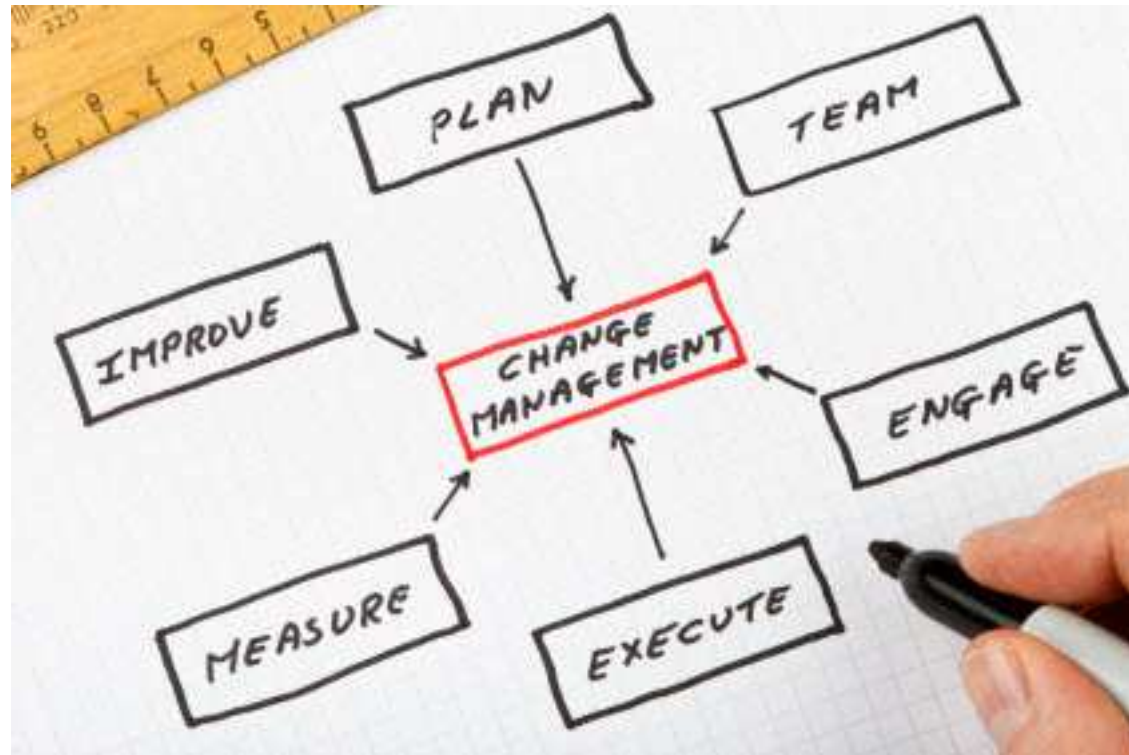 PLAN
TEAM
IMPROVE
CHANGE
MANAGEMENT
ENGAGE
MEASURE
EXECUTE